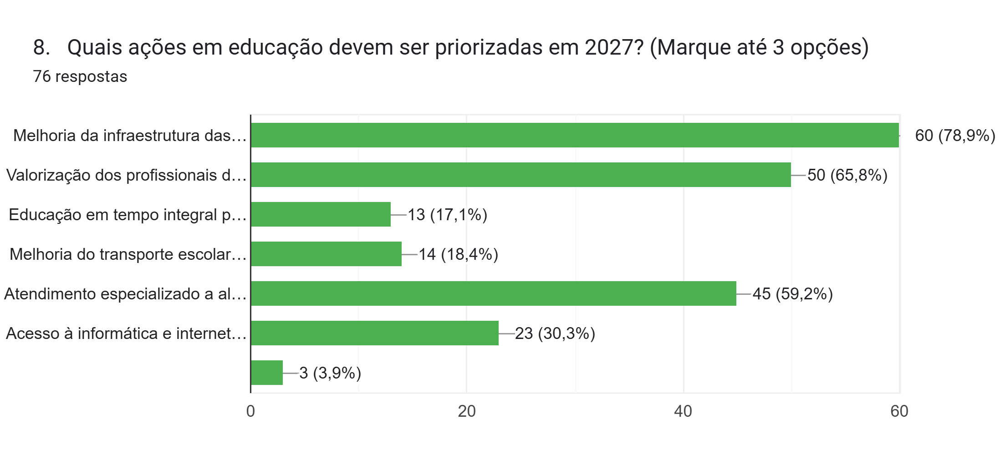 8. Quais ações em educação devem ser priorizadas em 2027? (Marque até 3 opções)
76 respostas
Melhoria da infraestrutura das… 60 (78,9%)
Valorização dos profissionais d… 50 (65,8%)
Educação em tempo integral p… 13 (17,1%)
Melhoria do transporte escolar… 14 (18,4%)
Atendimento especializado a al… 45 (59,2%)
Acesso à informática e internet… 23 (30,3%)
3 (3,9%)
0 20 40 60